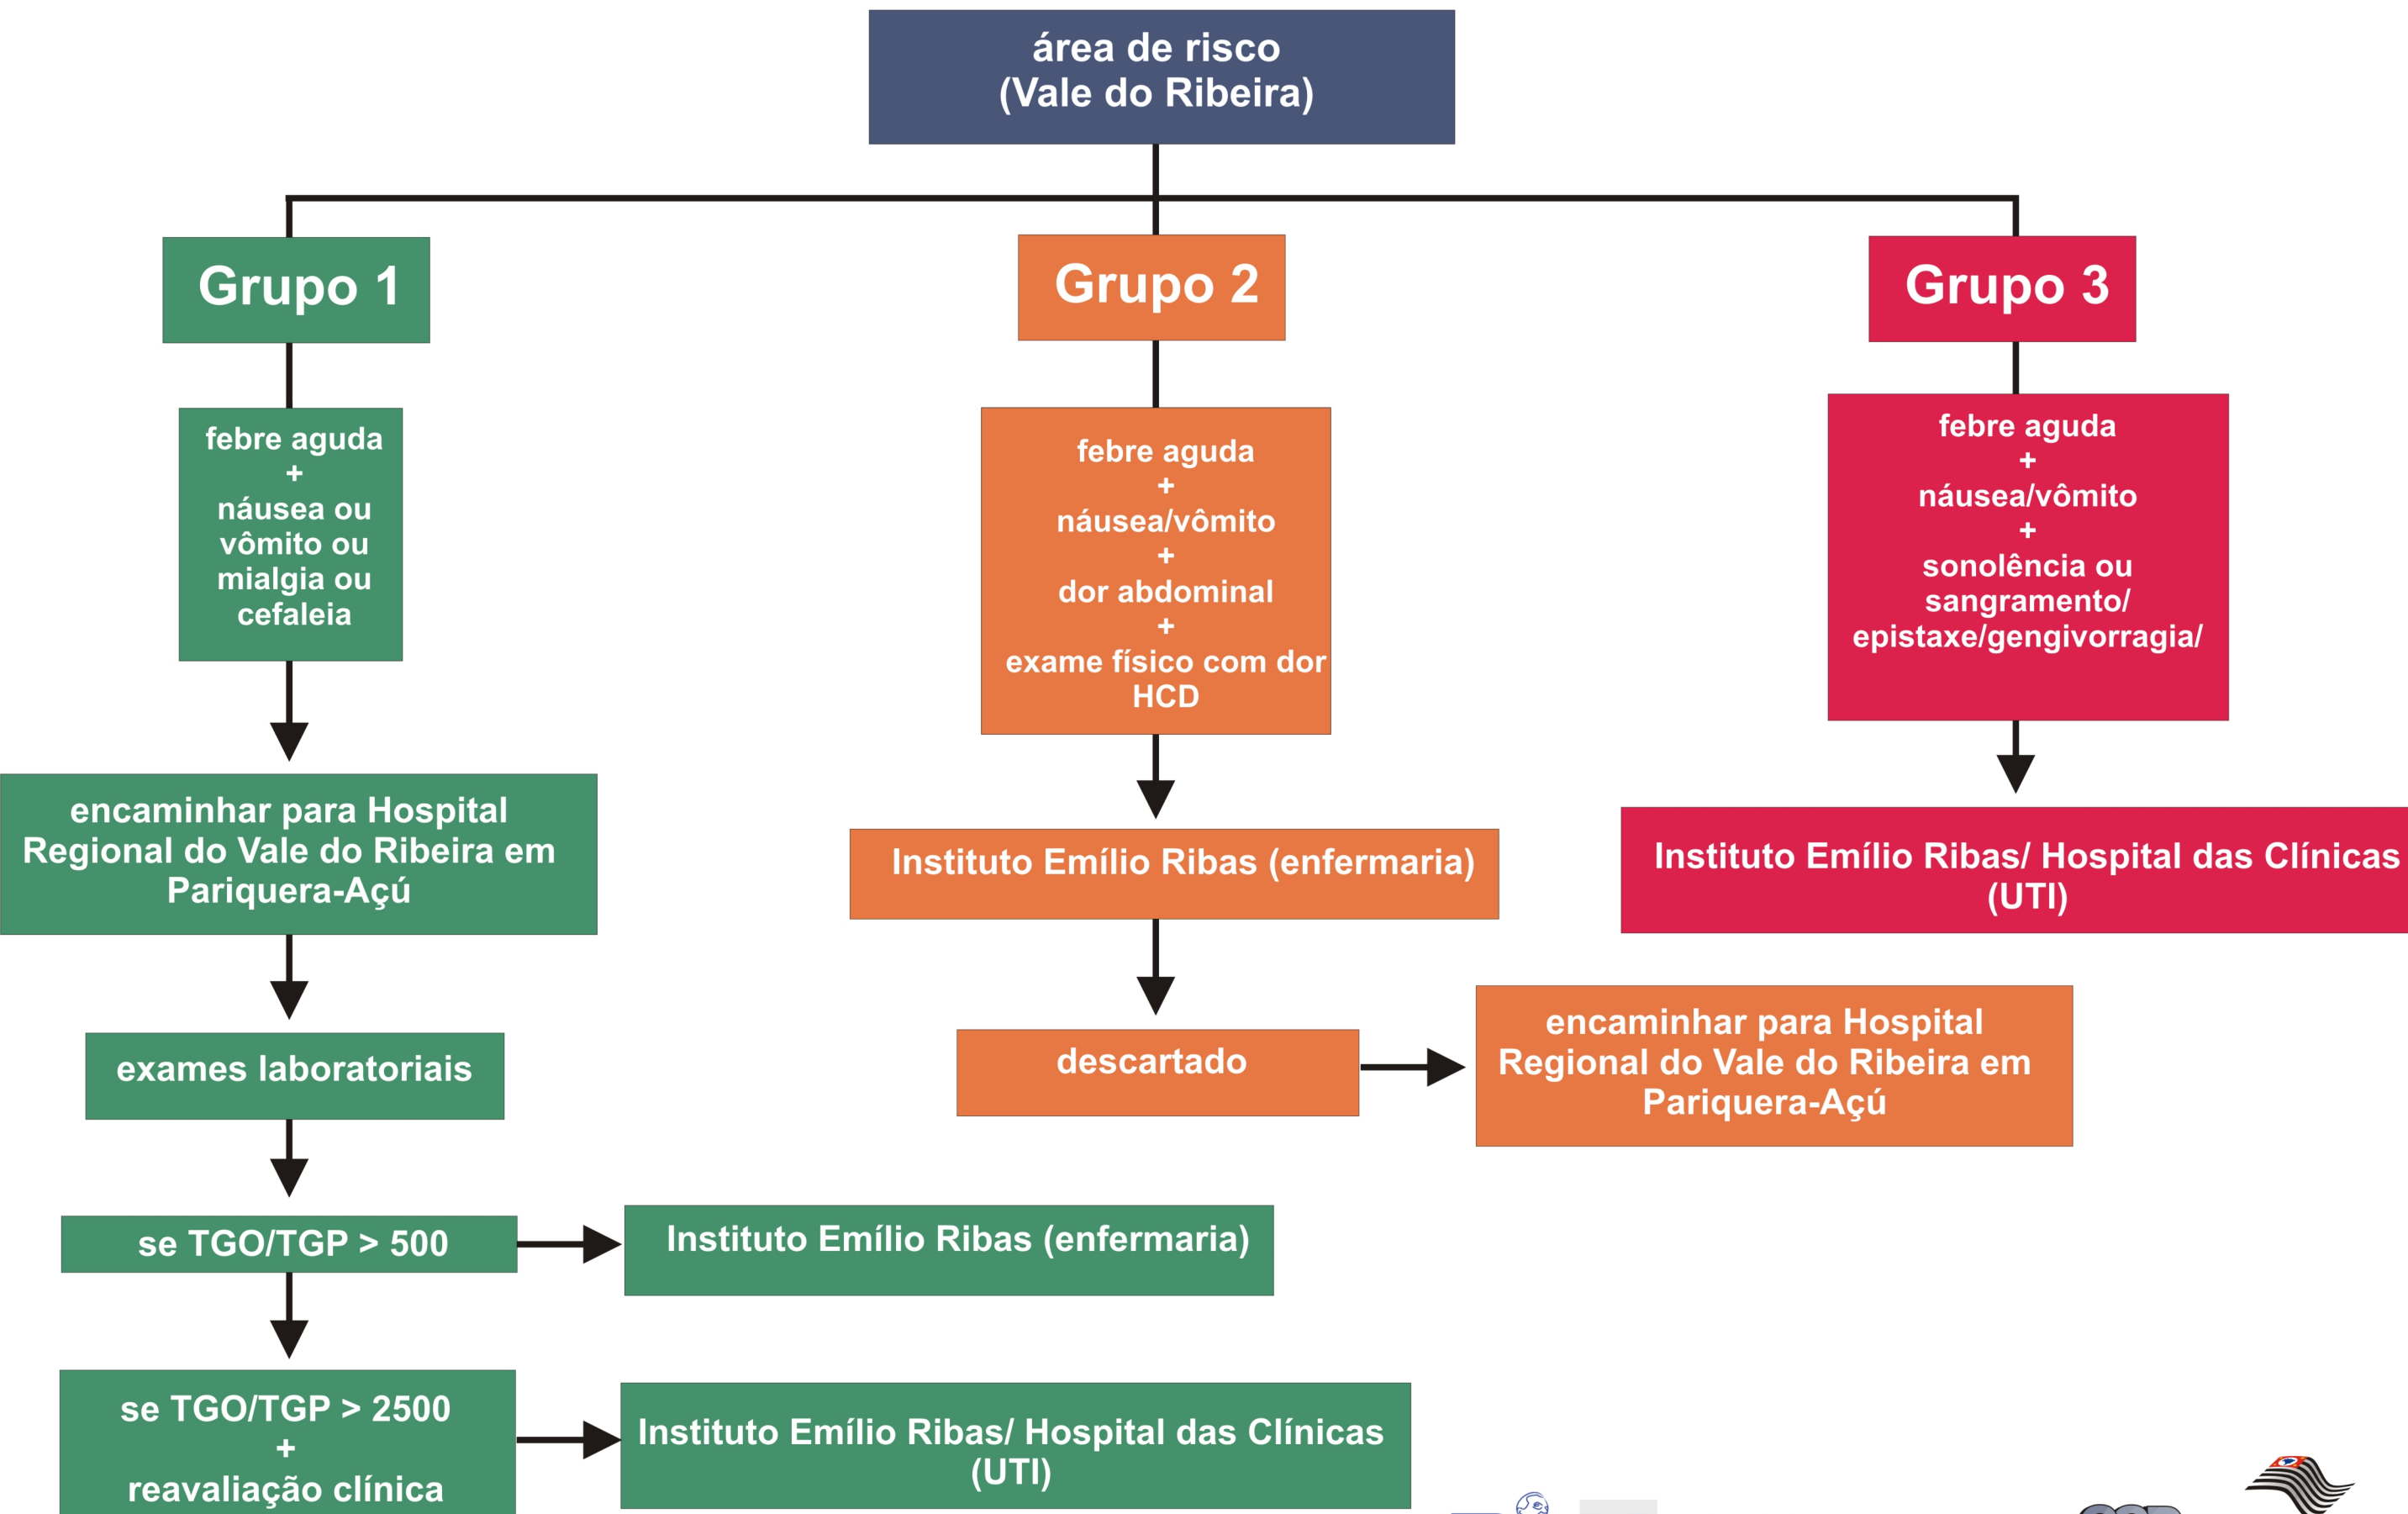 área de risco
(Vale do Ribeira)
Grupo 1
febre aguda
+
náusea ou
vômito ou
mialgia ou
cefaleia
encaminhar para Hospital
Regional do Vale do Ribeira em
Pariquera-Açú
exames laboratoriais
se TGO/TGP > 500
Instituto Emílio Ribas (enfermaria)
se TGO/TGP > 2500
+
reavaliação clínica
Instituto Emílio Ribas/ Hospital das Clínicas
(UTI)
Grupo 2
febre aguda
+
náusea/vômito
+
dor abdominal
+
exame físico com dor
HCD
Instituto Emílio Ribas (enfermaria)
descartado
encaminhar para Hospital
Regional do Vale do Ribeira em
Pariquera-Açú
Grupo 3
febre aguda
+
náusea/vômito
+
sonolência ou
sangramento/
epistaxe/gengivorragia/
Instituto Emílio Ribas/ Hospital das Clínicas
(UTI)